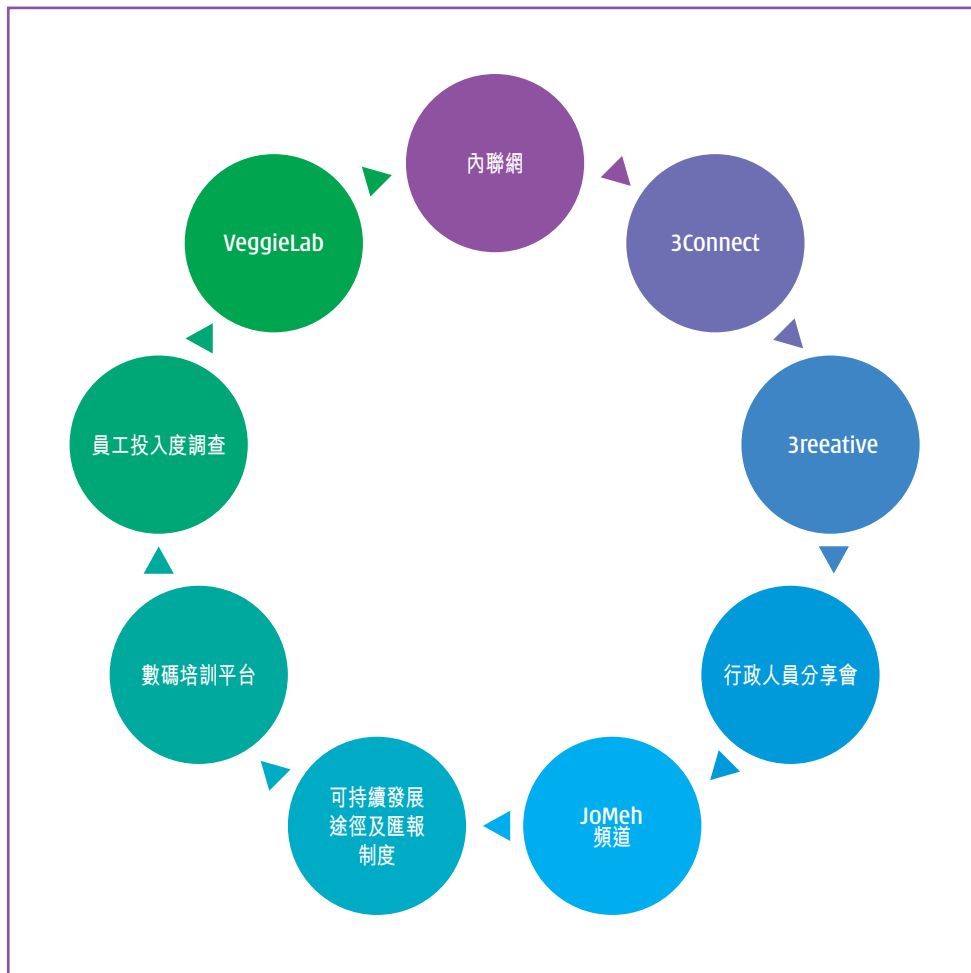 內聯網
3Connect
3reeative
行政人員分享會
JoMeh
頻道
可持續發展
途徑及匯報
制度
數碼培訓平台
員工投入度調查
VeggieLab